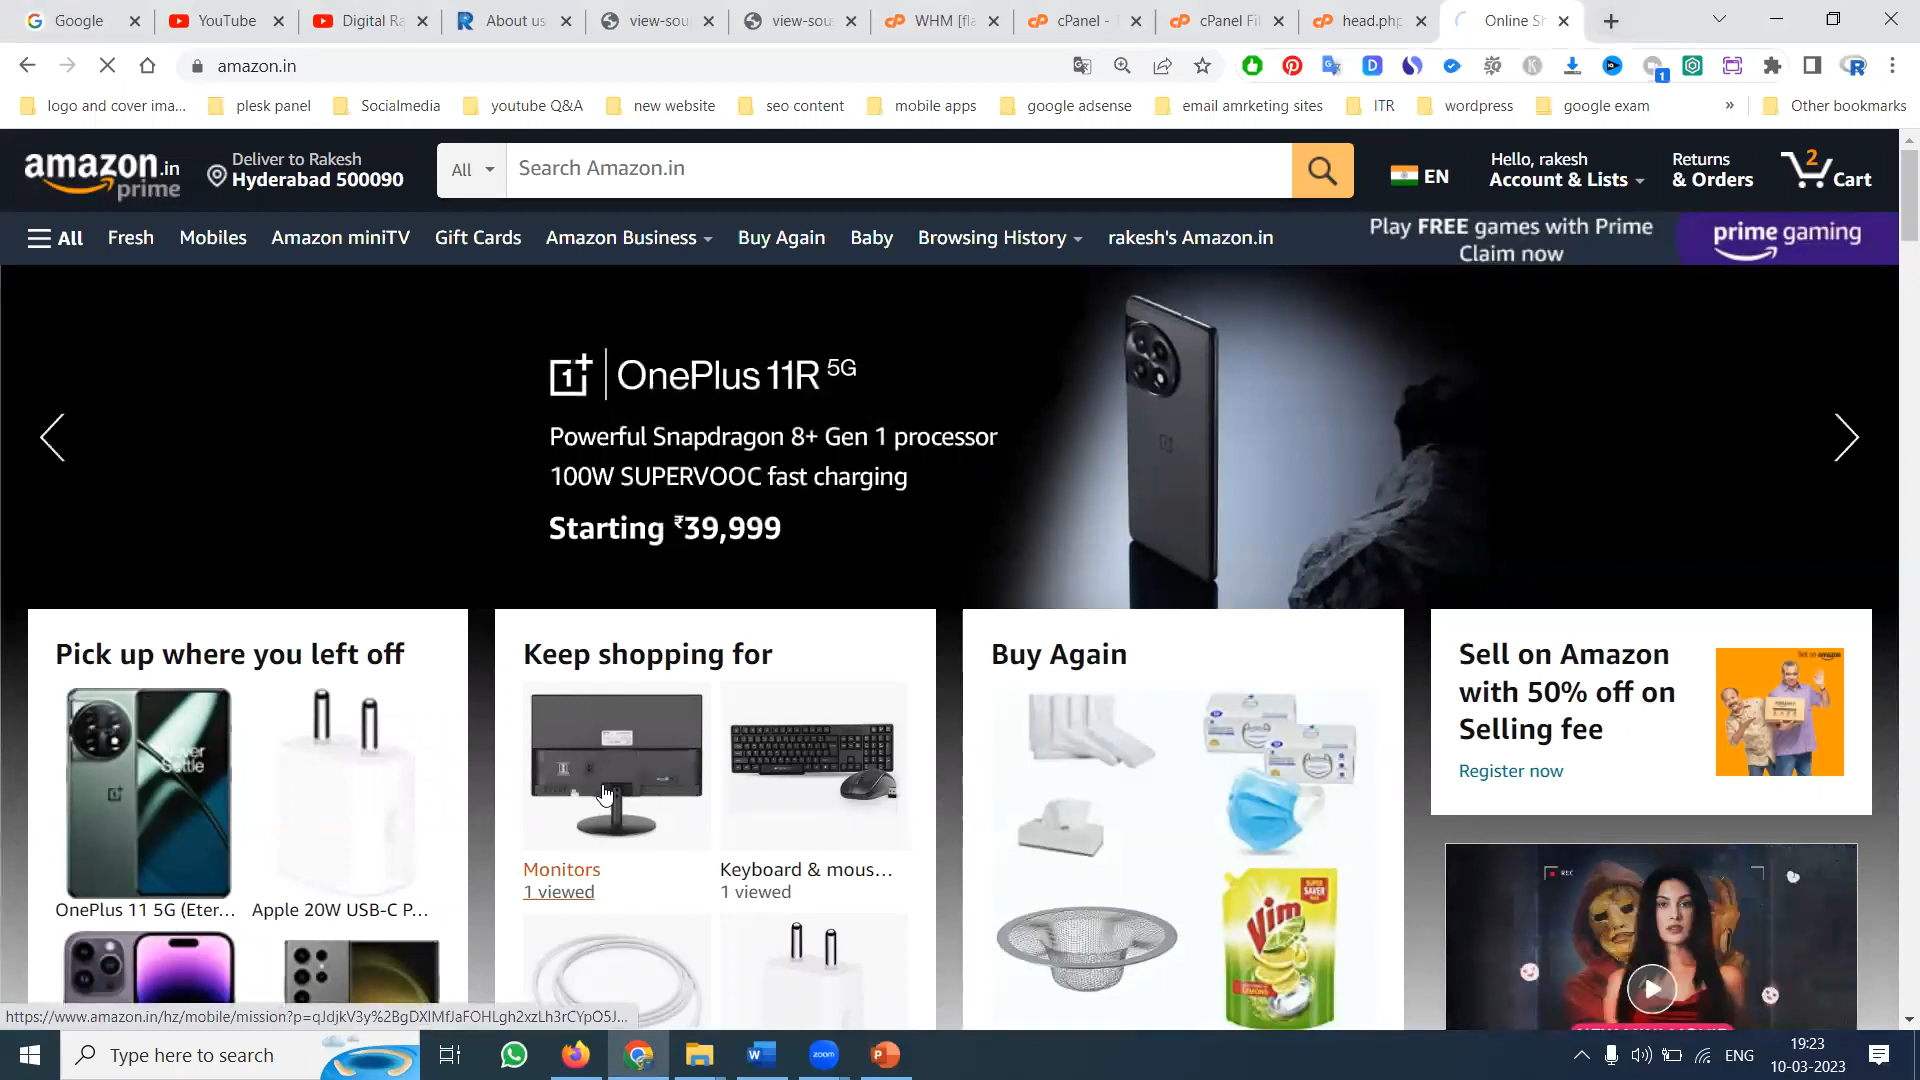 Google
YouTube
Digital Ra
About us
view-sou
view-sou
WHM [fla
cPanel -
cPanel Fil
head.php
Online Sh
amazon.in
logo and cover ima...
plesk panel
Socialmedia
youtube Q&A
new website
seo content
mobile apps
google adsense
email amrketing sites
ITR
wordpress
google exam
»
Other bookmarks
amazon.in
prime
Deliver to Rakesh
Hyderabad 500090
All
Search Amazon.in
EN
Hello, rakesh
Account & Lists
Returns
& Orders
2
Cart
All
Fresh
Mobiles
Amazon miniTV
Gift Cards
Amazon Business
Buy Again
Baby
Browsing History
rakesh's Amazon.in
Play FREE games with Prime
Claim now
prime gaming
OnePlus 11R 5G
Powerful Snapdragon 8+ Gen 1 processor
100W SUPERVOOC fast charging
Starting ₹39,999
Pick up where you left off
Never
Settle
OnePlus 11 5G (Eter...
Apple 20W USB-C P...
Keep shopping for
Monitors
1 viewed
Keyboard & mous...
1 viewed
Buy Again
SUPER
SAVER
Vim
LEMONS
Sell on Amazon
with 50% off on
Selling fee
Register now
REC
https://www.amazon.in/hz/mobile/mission?p=qJdjkV3y%2BgDXIMfJaFOHLgh2xzLh3rCYpO5J...
Type here to search
zoom
ENG
19:23
10-03-2023